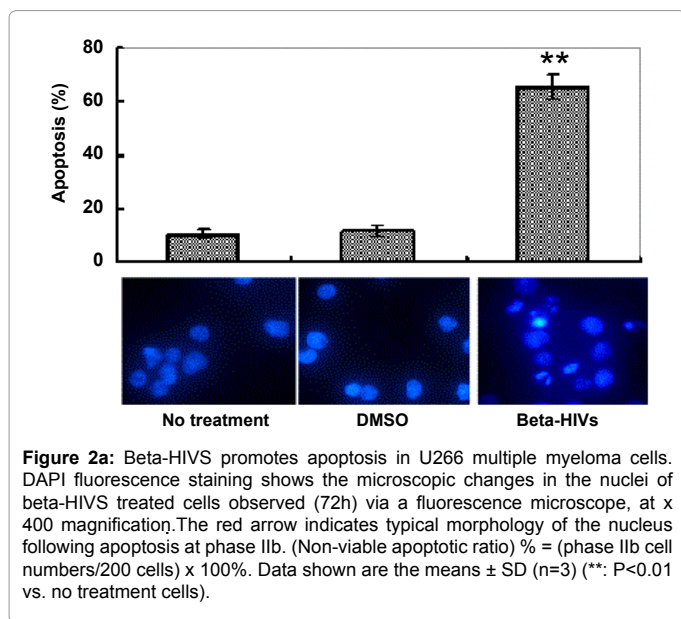 80
60
40
20
0
Apoptosis (%)
**
No treatment
DMSO
Beta-HIVs
Figure 2a: Beta-HIVS promotes apoptosis in U266 multiple myeloma cells.
DAPI fluorescence staining shows the microscopic changes in the nuclei of
beta-HIVS treated cells observed (72h) via a fluorescence microscope, at x
400 magnification.The red arrow indicates typical morphology of the nucleus
following apoptosis at phase IIb. (Non-viable apoptotic ratio) % = (phase IIb cell
numbers/200 cells) x 100%. Data shown are the means ± SD (n=3) (**: P<0.01
vs. no treatment cells).